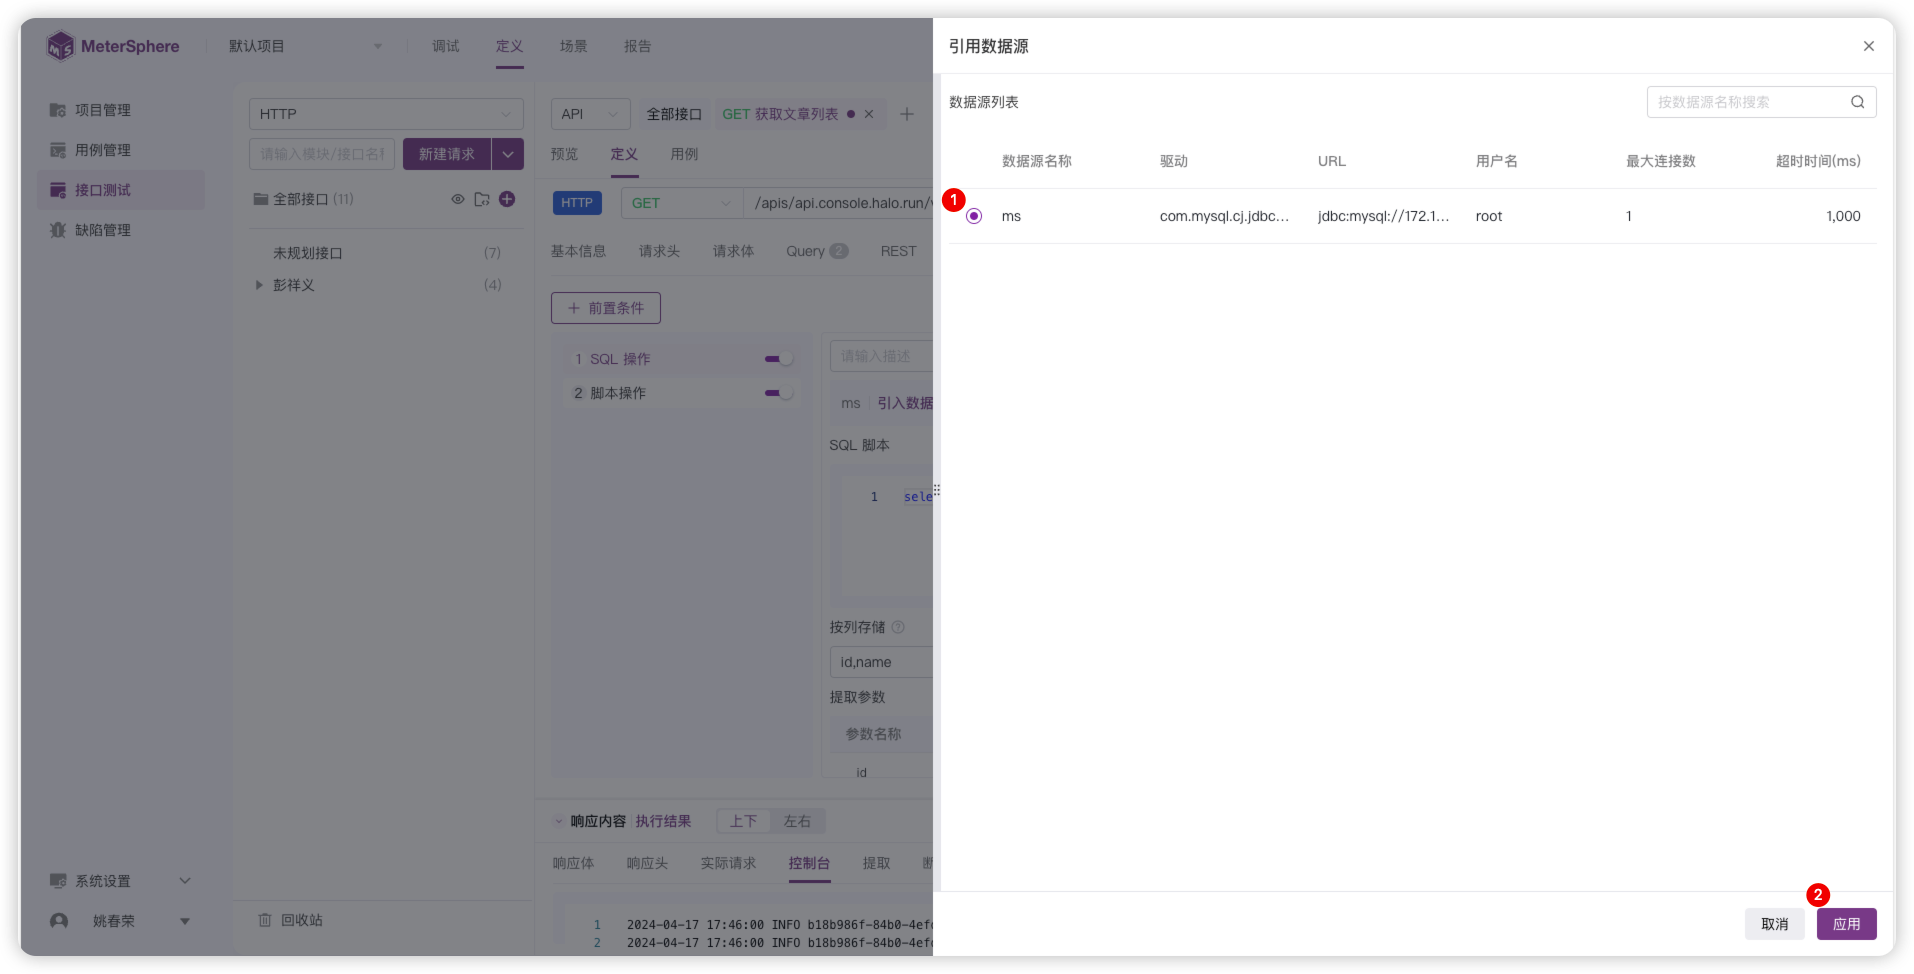 MeterSphere
默认项目
调试
定义
场景
报告
项目管理
用例管理
接口测试
缺陷管理
系统设置
姚春荣
HTTP
请输入模块/接口名称
新建请求
全部接口 (11)
未规划接口 (7)
彭祥义 (4)
回收站
API
全部接口
GET 获取文章列表
预览
定义
用例
HTTP
GET
/apis/api.console.halo.run/
基本信息
请求头
请求体
Query 2
REST
前置条件
1 SQL 操作
2 脚本操作
请输入描述
ms
引入数据
SQL 脚本
1 sele
按列存储
id,name
提取参数
参数名称
id
响应内容
执行结果
上下
左右
响应体
响应头
实际请求
控制台
提取
1 2024-04-17 17:46:00 INFO b18b986f-84b0-4ef
2 2024-04-17 17:46:00 INFO b18b986f-84b0-4ef
引用数据源
数据源列表
按数据源名称搜索
数据源名称 驱动 URL 用户名 最大连接数 超时时间(ms)
1
ms com.mysql.cj.jdbc... jdbc:mysql://172.1... root 1 1,000
2
取消
应用